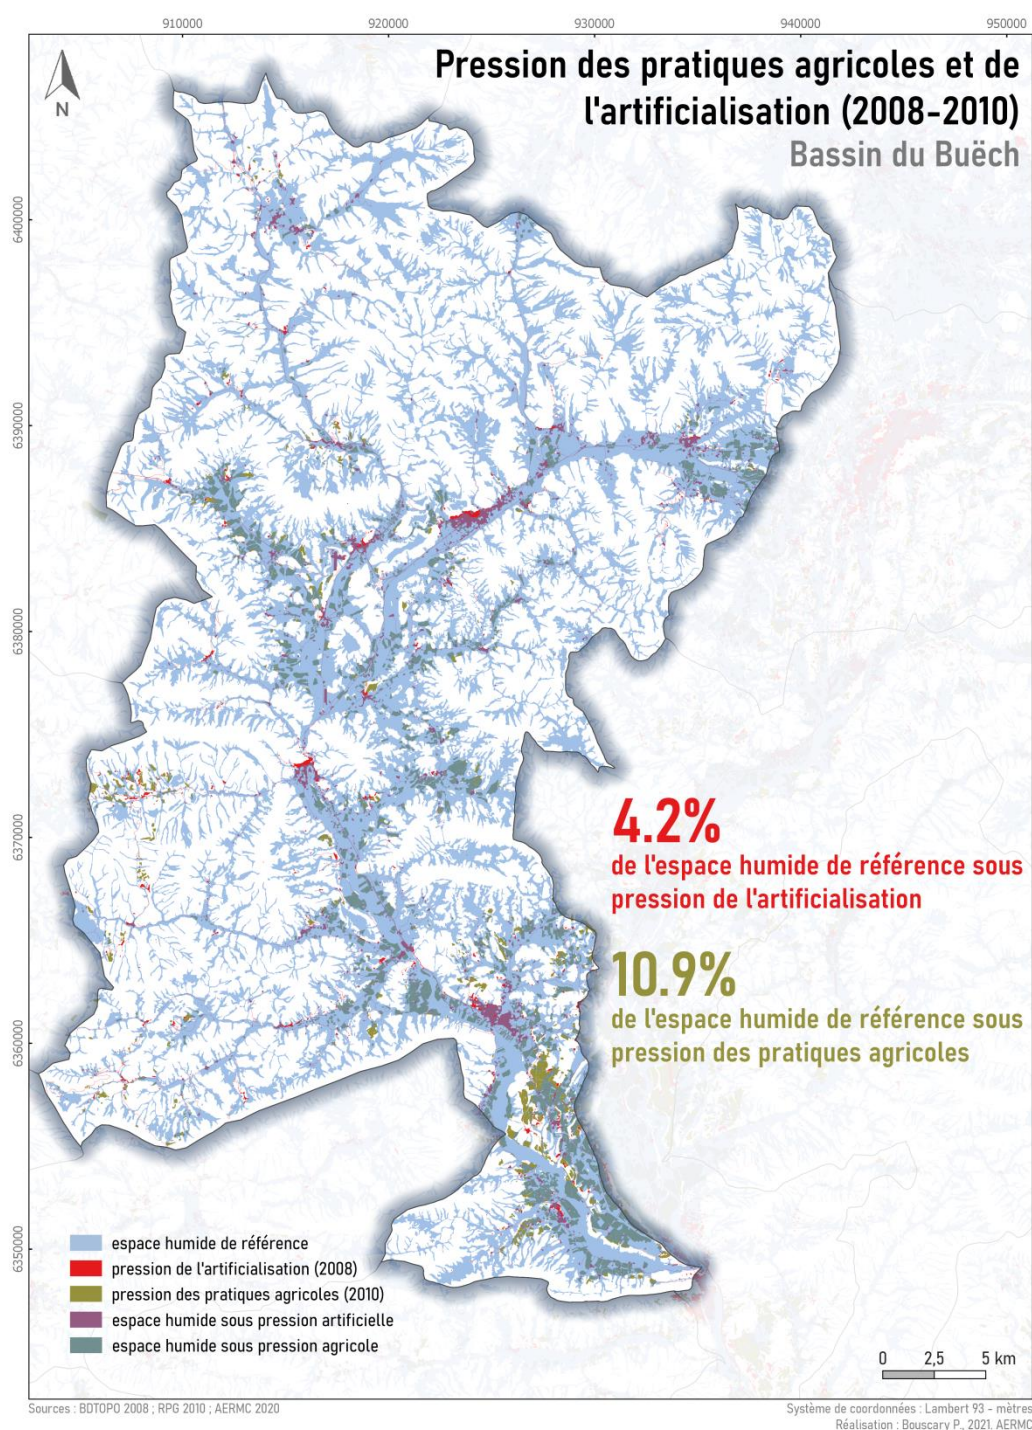 910000
920000
930000
940000
950000
Pression des pratiques agricoles et de
l'artificialisation (2008-2010)
Bassin du Buëch
N
6400000
6390000
6380000
6370000
6360000
6350000
4.2%
de l'espace humide de référence sous
pression de l'artificialisation
10.9%
de l'espace humide de référence sous
pression des pratiques agricoles
espace humide de référence
pression de l'artificialisation (2008)
pression des pratiques agricoles (2010)
espace humide sous pression artificielle
espace humide sous pression agricole
0 2,5 5 km
Sources : BDTOPO 2008 ; RPG 2010 ; AERMC 2020
Système de coordonnées : Lambert 93 - mètres
Réalisation : Bouscary P., 2021. AERMC